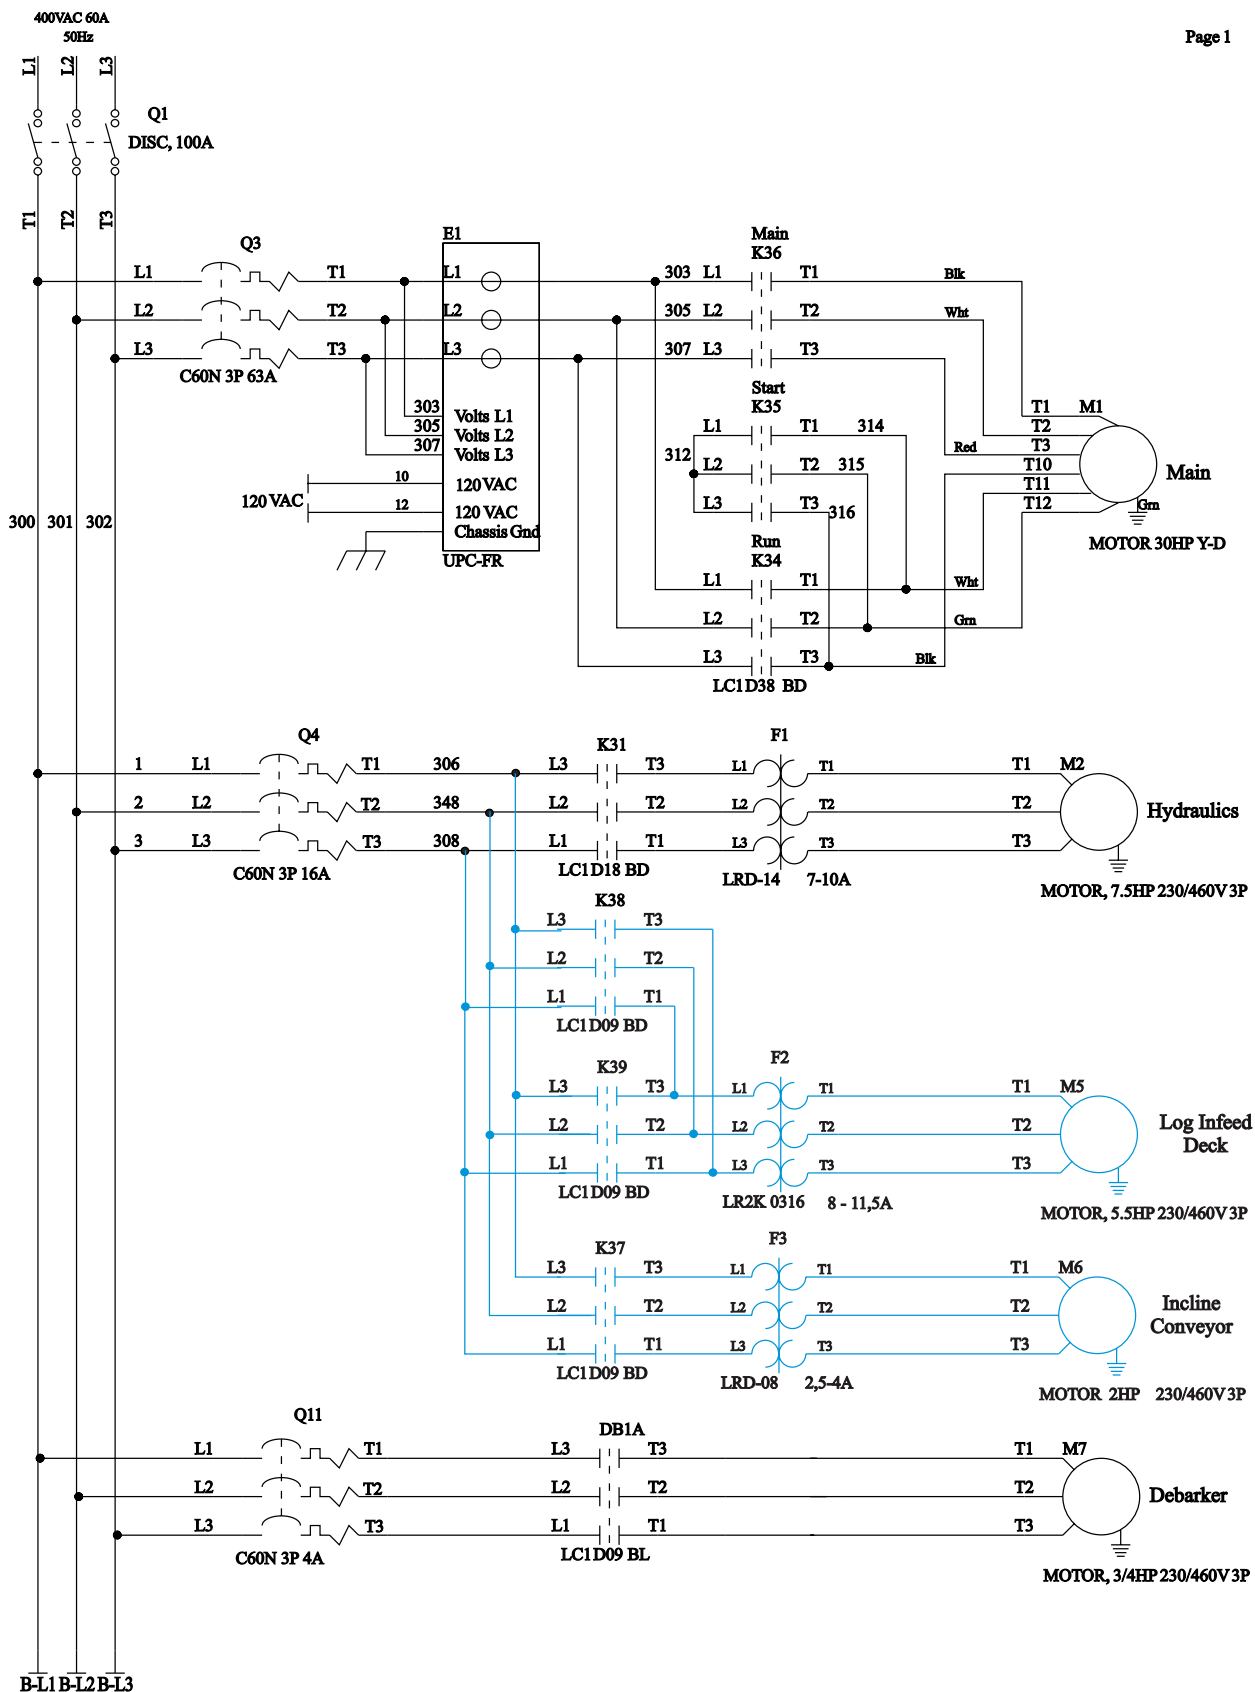 400VAC 60A
50Hz
Page 1
L1 L2 L3
Q1
DISC, 100A
T1 T2 T3
Q3 E1 Main
K36
L1 T1 L1 303 L1 T1 Blk
L2 T2 L2 305 L2 T2 Wht
L3 T3 L3 307 L3 T3
C60N 3P 63A
Start
K35
303 Volts L1
305 Volts L2
307 Volts L3
L1 T1 314
312
L2 T2 315
L3 T3
316
T1 M1
T2
Red T3
T10
T11
T12
Main
Grn
MOTOR 30HP Y-D
120 VAC
10 120 VAC
12 120 VAC
Chassis Gnd
UPC-FR
300 301 302
Run
K34
L1 T1 Wht
L2 T2 Grn
L3 T3 Blk
LC1D38 BD
Q4 K31 F1
1 L1 T1 306 L3 T3 L1 T1 T1 M2
2 L2 T2 348 L2 T2 L2 T2 T2 Hydraulics
3 L3 T3 308 L1 T1 L3 T3 T3
C60N 3P 16A LC1D18 BD LRD-14 7-10A MOTOR, 7.5HP 230/460V 3P
K38
L3 T3
L2 T2
L1 T1
LC1D09 BD
K39 F2
L3 T3 L1 T1 T1 M5
L2 T2 L2 T2 T2 Log Infeed
Deck
L1 T1 L3 T3 T3
LC1D09 BD LR2K 0316 8 - 11,5A MOTOR, 5.5HP 230/460V 3P
K37 F3
L3 T3 L1 T1 T1 M6
L2 T2 L2 T2 T2 Incline
Conveyor
L1 T1 L3 T3 T3
LC1D09 BD LRD-08 2,5-4A MOTOR 2HP 230/460V 3P
Q11 DB1A
L1 T1 L3 T3 T1 M7
L2 T2 L2 T2 T2 Debarker
L3 T3 L1 T1 T3
C60N 3P 4A LC1D09 BL MOTOR, 3/4HP 230/460V 3P
B-L1 B-L2 B-L3